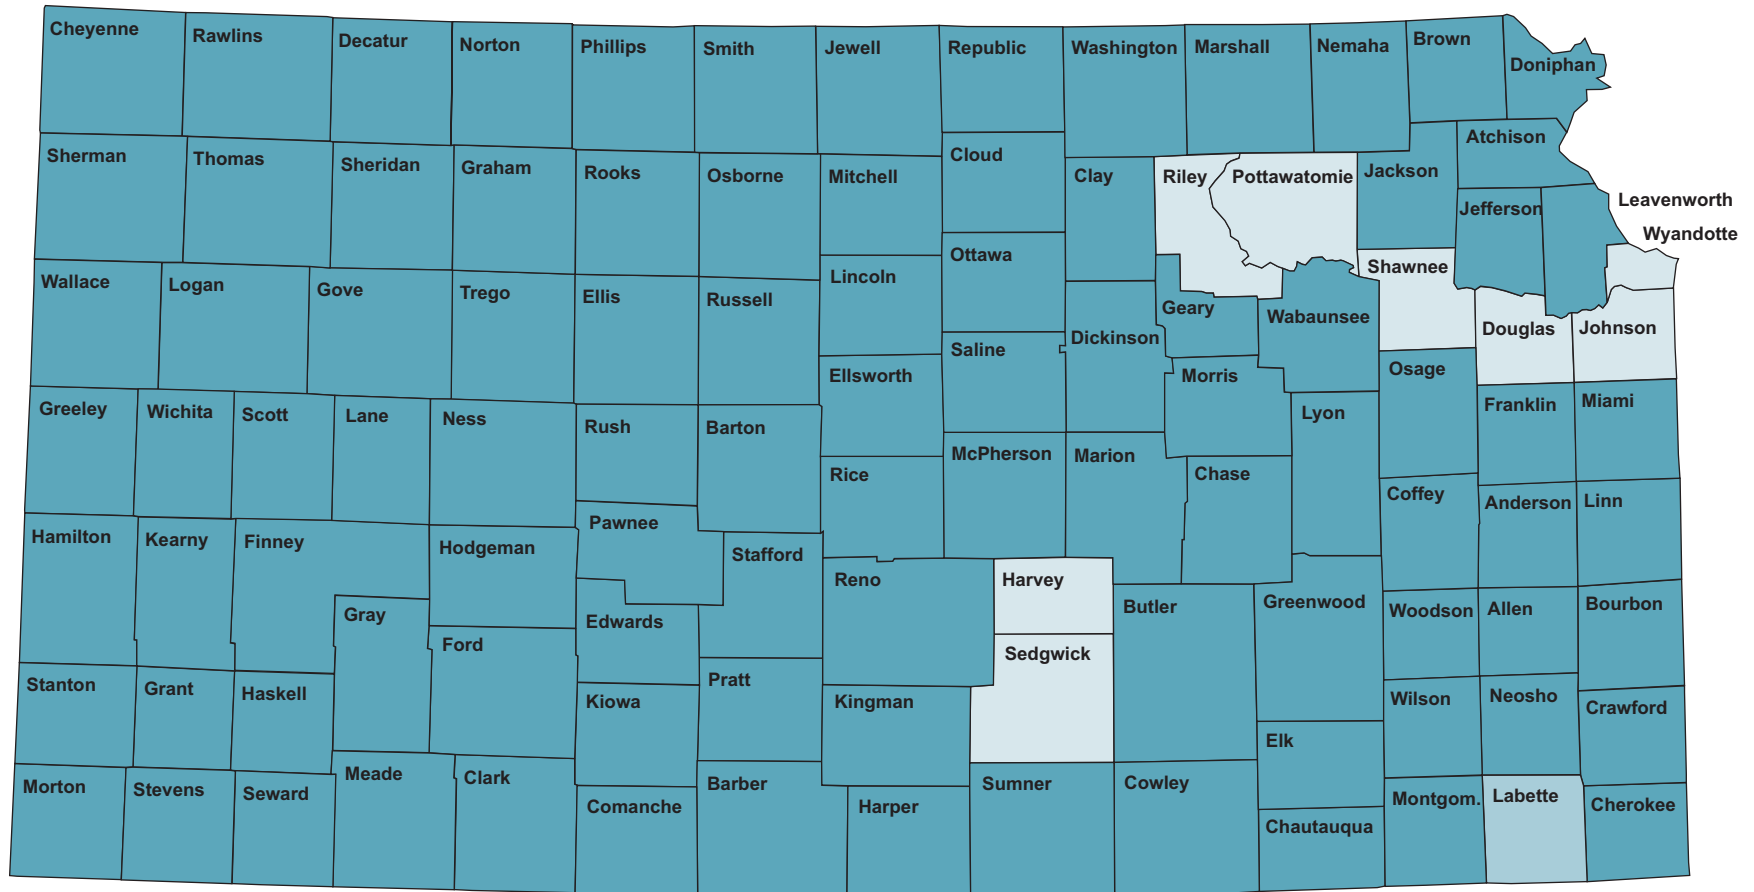 Cheyenne
Rawlins
Decatur
Norton
Phillips
Smith
Jewell
Republic
Washington
Marshall
Nemaha
Brown
Doniphan
Sherman
Thomas
Sheridan
Graham
Rooks
Osborne
Mitchell
Cloud
Clay
Riley
Pottawatomie
Jackson
Atchison
Jefferson
Leavenworth
Wyandotte
Wallace
Logan
Gove
Trego
Ellis
Russell
Lincoln
Ottawa
Saline
Dickinson
Geary
Wabaunsee
Shawnee
Douglas
Johnson
Greeley
Wichita
Scott
Lane
Ness
Rush
Barton
Ellsworth
Rice
McPherson
Marion
Morris
Chase
Lyon
Osage
Franklin
Miami
Coffey
Anderson
Linn
Hamilton
Kearny
Finney
Hodgeman
Pawnee
Stafford
Reno
Harvey
Butler
Greenwood
Woodson
Allen
Bourbon
Gray
Ford
Edwards
Sedgwick
Stanton
Grant
Haskell
Kiowa
Pratt
Kingman
Elk
Wilson
Neosho
Crawford
Morton
Stevens
Seward
Meade
Clark
Comanche
Barber
Harper
Sumner
Cowley
Chautauqua
Montgom.
Labette
Cherokee